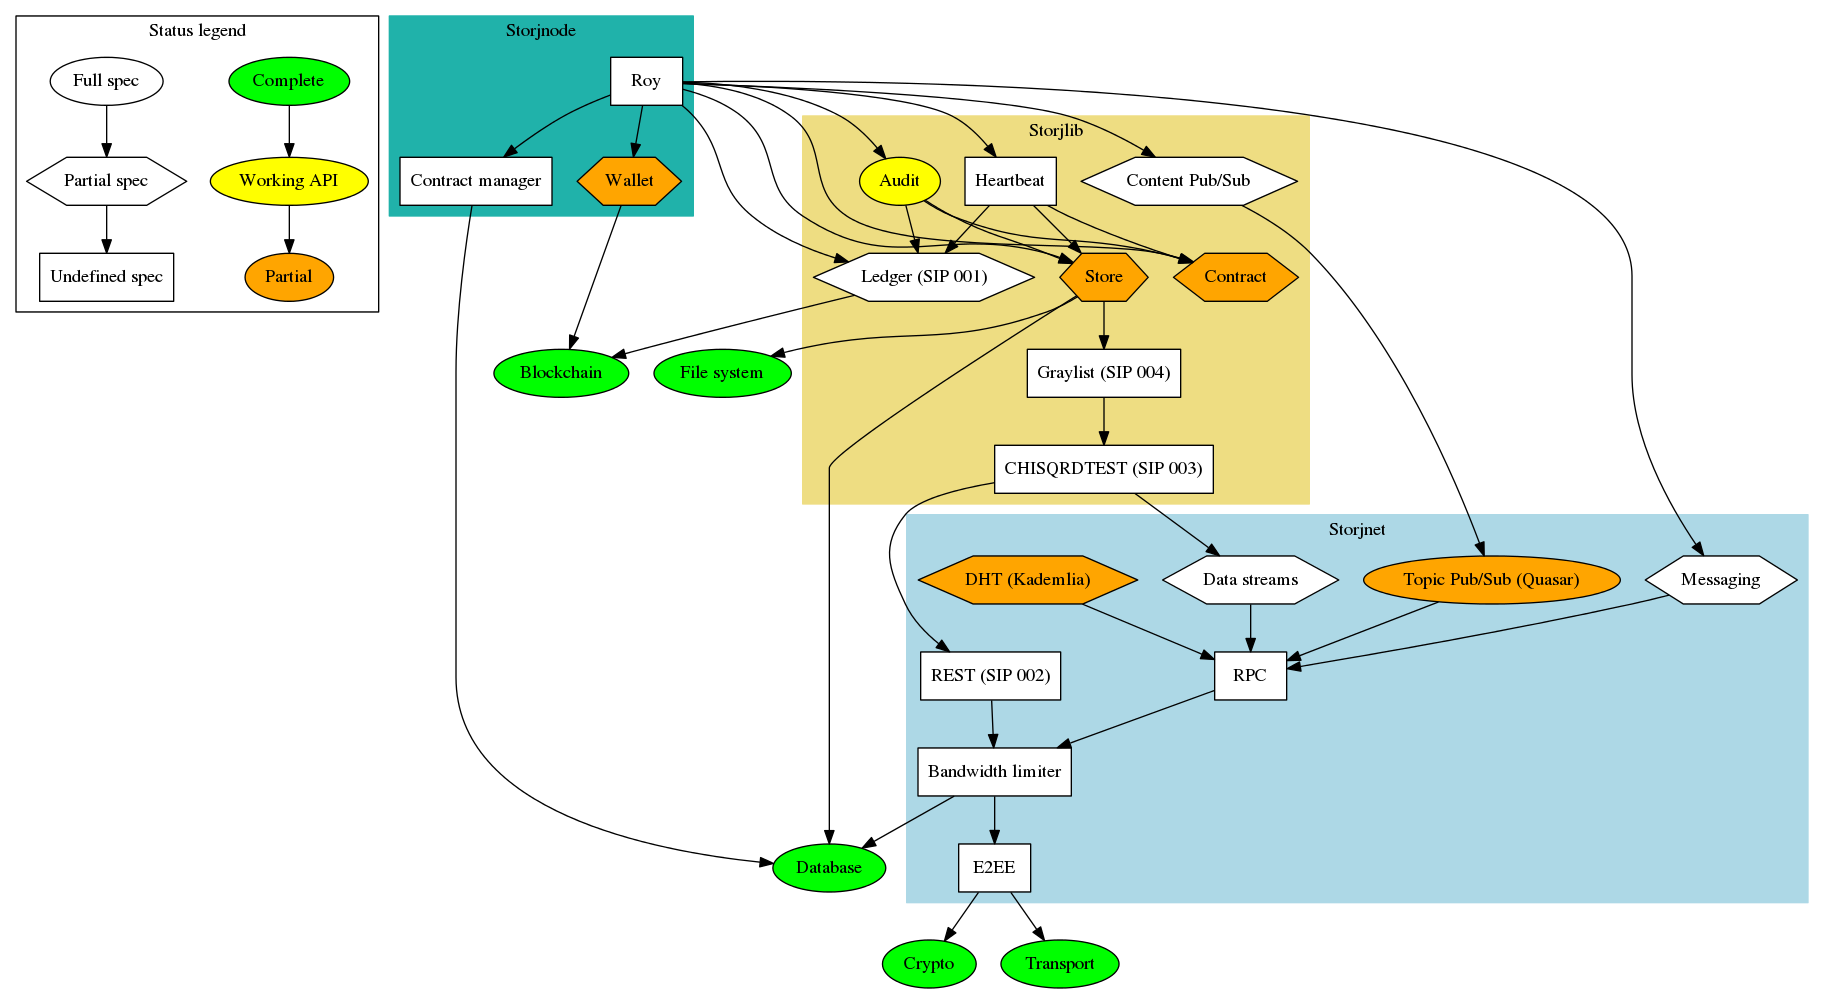 Status legend
Full spec
Complete
Partial spec
Working API
Undefined spec
Partial
Storjnode
Roy
Contract manager
Wallet
Storjlib
Audit
Heartbeat
Content Pub/Sub
Ledger (SIP 001)
Store
Contract
Blockchain
File system
Graylist (SIP 004)
CHISQRDTEST (SIP 003)
Storjnet
DHT (Kademlia)
Data streams
Topic Pub/Sub (Quasar)
Messaging
REST (SIP 002)
RPC
Bandwidth limiter
Database
E2EE
Crypto
Transport